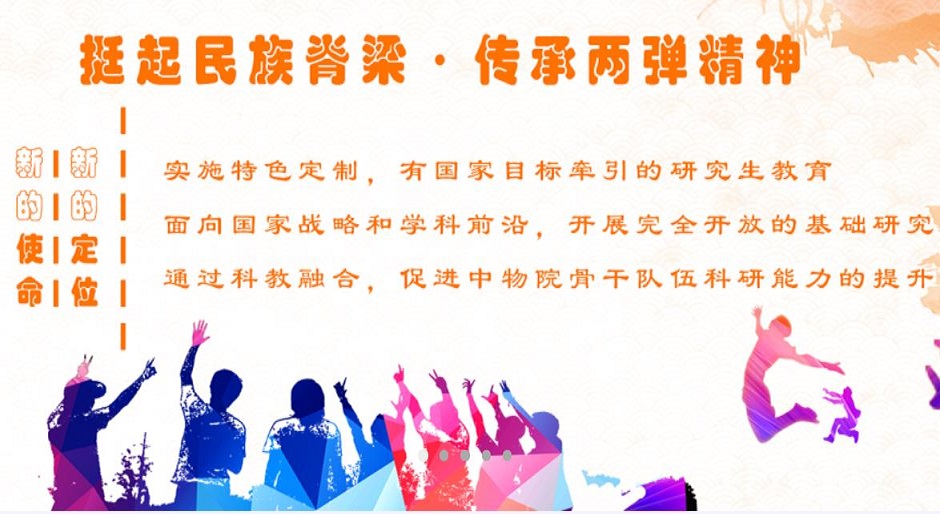 挺起民族脊梁·传承两弹精神
新的使命
新的定位
实施特色定制，有国家目标牵引的研究生教育
面向国家战略和学科前沿，开展完全开放的基础研究
通过科教融合，促进中物院骨干队伍科研能力的提升